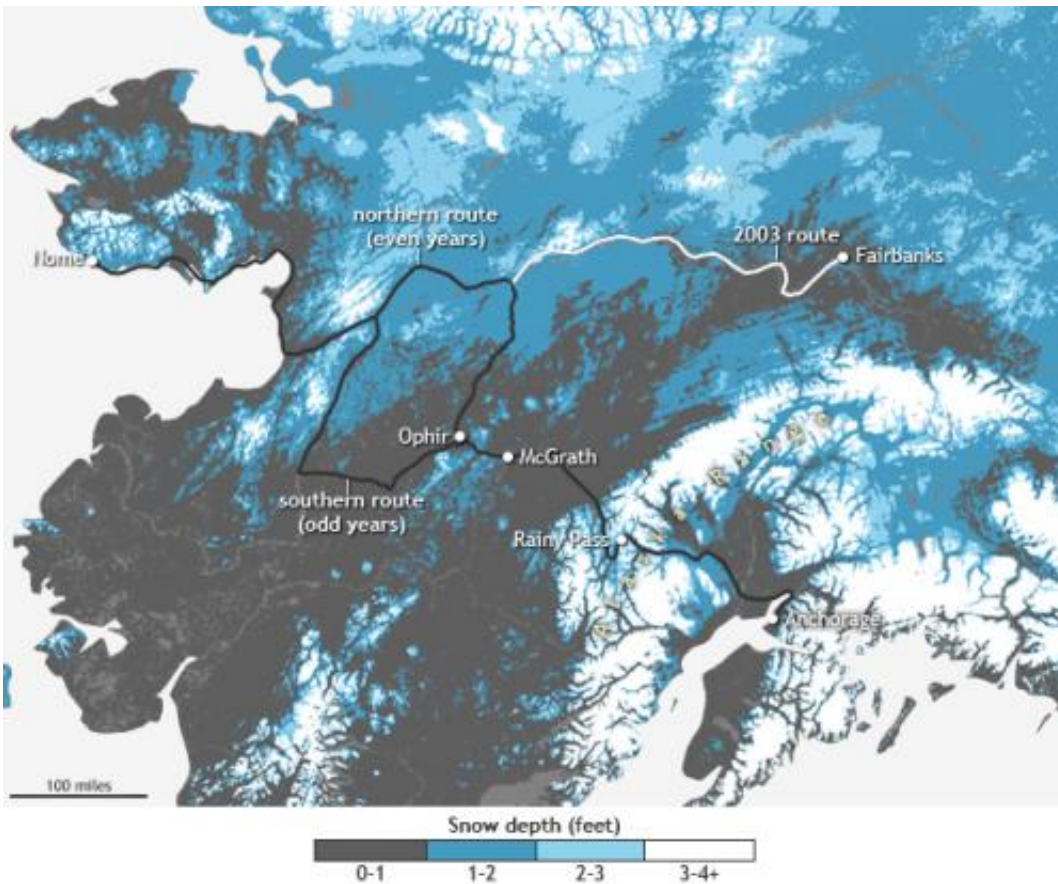 northern route
(even years)
2003 route
Nome
Fairbanks
Ophir
McGrath
southern route
(odd years)
Rainy Pass
Anchorage
100 miles
Snow depth (feet)
0-1
1-2
2-3
3-4+